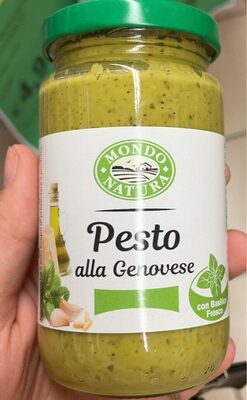 MONDO
NATURA
Pesto
alla Genovese
con Basilico
Fresco